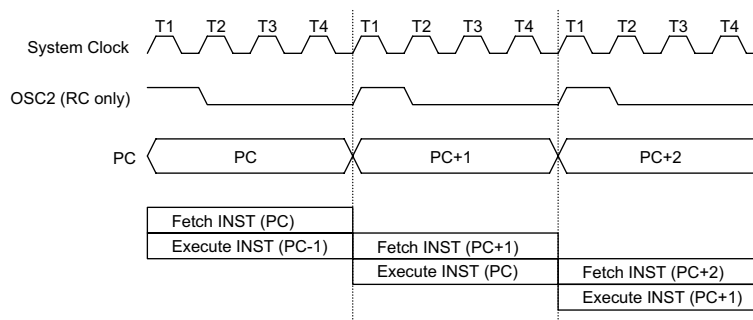 T1 T2 T3 T4 T1 T2 T3 T4 T1 T2 T3 T4
System Clock
OSC2 (RC only)
PC PC PC+1 PC+2
Fetch INST (PC)
Execute INST (PC-1) Fetch INST (PC+1)
Execute INST (PC) Fetch INST (PC+2)
Execute INST (PC+1)